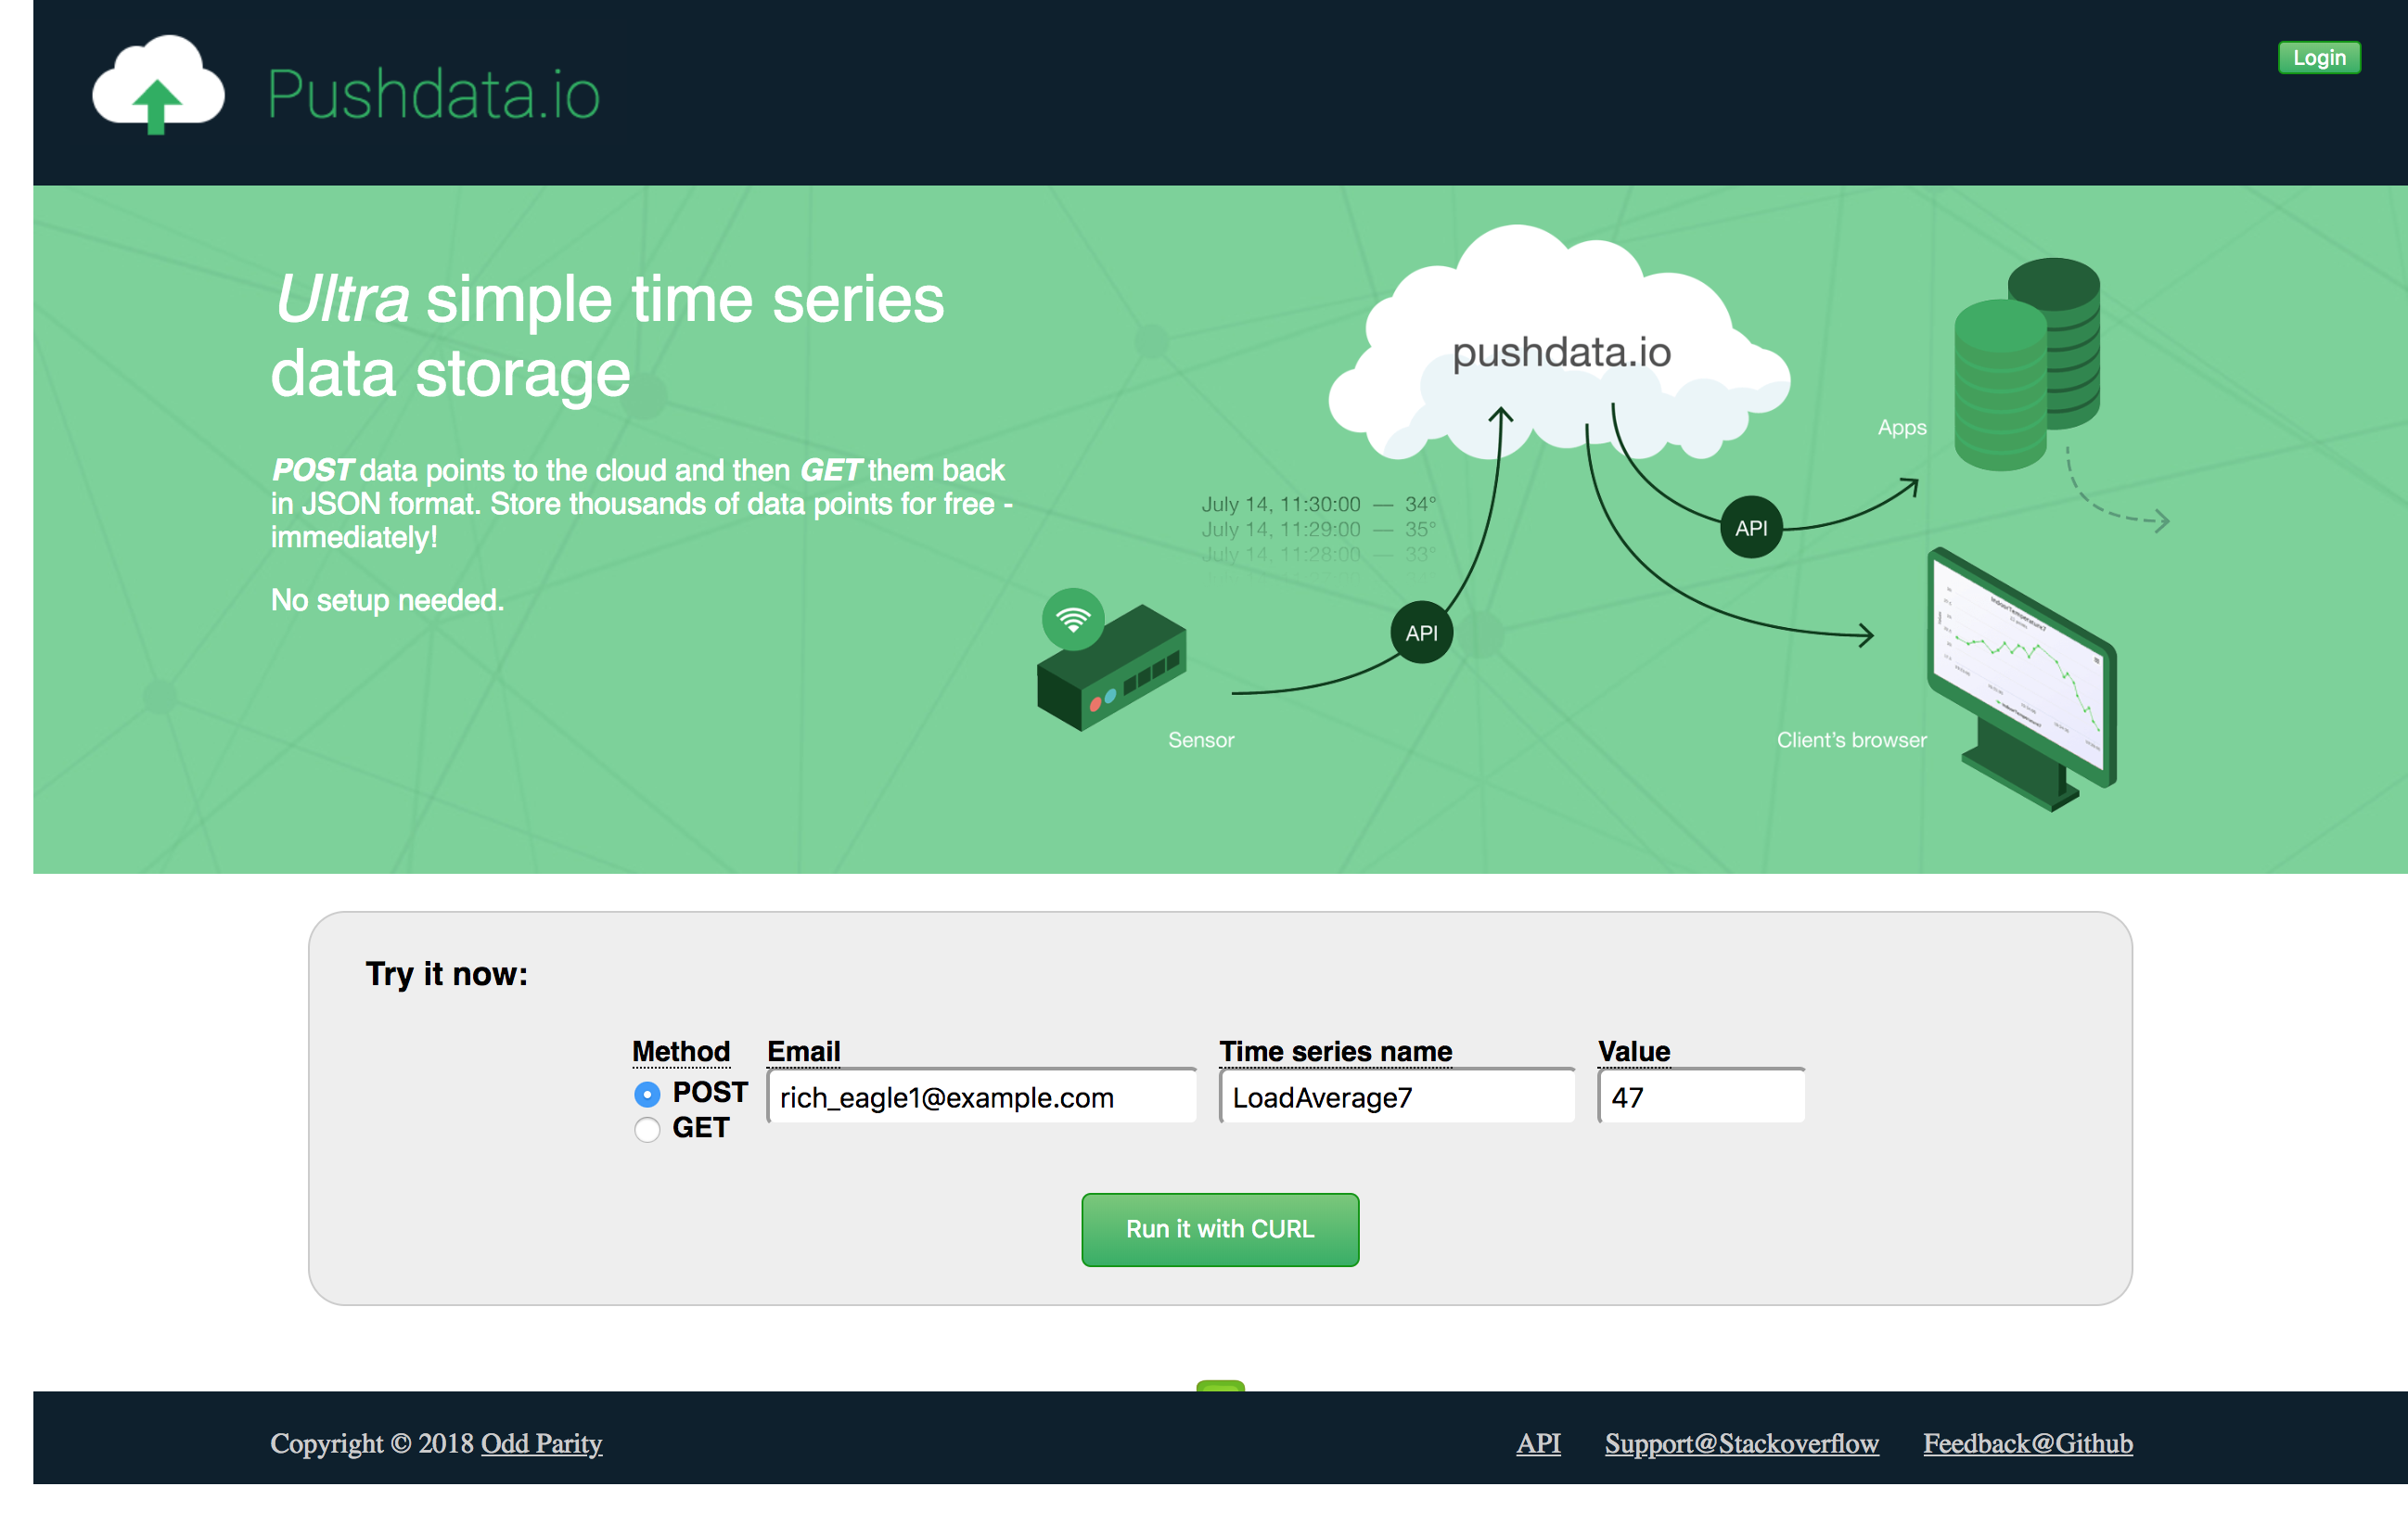 Pushdata.io
Login
Ultra simple time series
data storage
POST data points to the cloud and then GET them back
in JSON format. Store thousands of data points for free -
immediately!
No setup needed.
pushdata.io
Apps
July 14, 11:30:00 — 34°
July 14, 11:29:00 — 35°
July 14, 11:28:00 — 33°
API
API
Sensor
Client's browser
Try it now:
Method
Email
Time series name
Value
POST
rich_eagle1@example.com
LoadAverage7
47
GET
Run it with CURL
Copyright © 2018 Odd Parity
API
Support@Stackoverflow
Feedback@Github